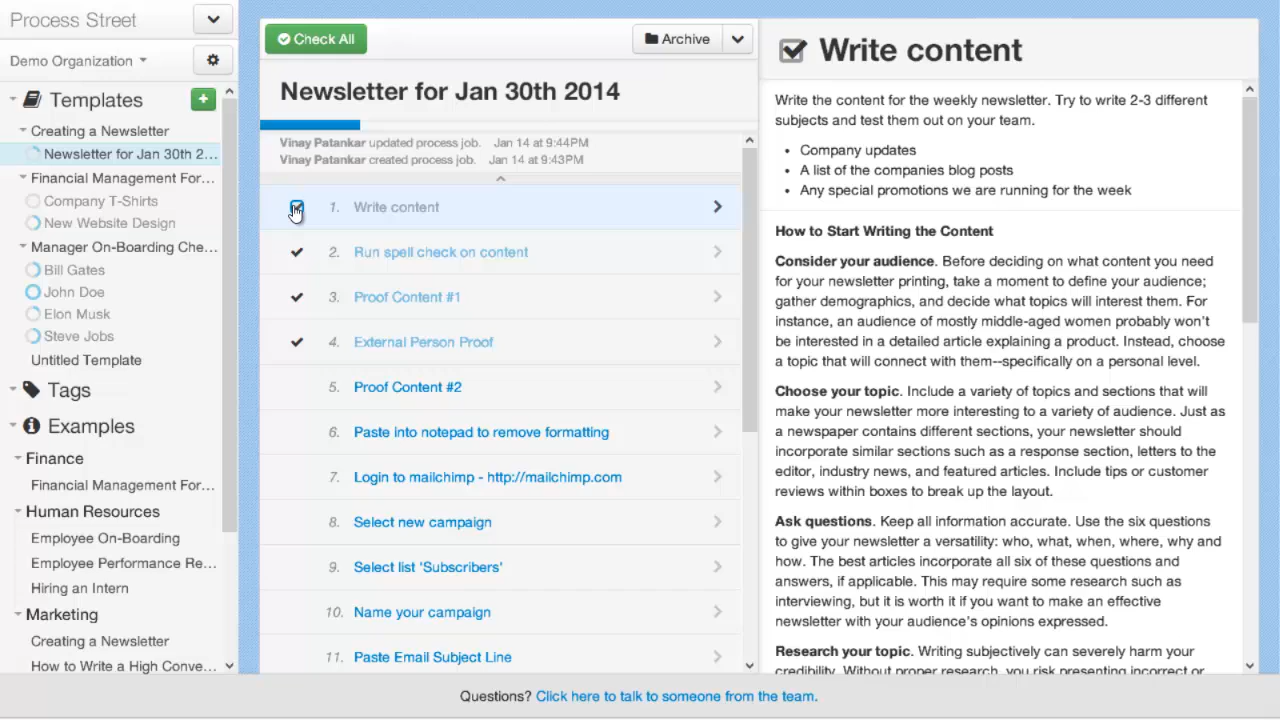 Process Street
Demo Organization
Templates
Creating a Newsletter
Newsletter for Jan 30th 2...
Financial Management For...
Company T-Shirts
New Website Design
Manager On-Boarding Che...
Bill Gates
John Doe
Elon Musk
Steve Jobs
Untitled Template
Tags
Examples
Finance
Financial Management For...
Human Resources
Employee On-Boarding
Employee Performance Re...
Hiring an Intern
Marketing
Creating a Newsletter
How to Write a High Conve...
Check All
Archive
Newsletter for Jan 30th 2014
Vinay Patankar updated process job. Jan 14 at 9:44PM
Vinay Patankar created process job. Jan 14 at 9:43PM
1. Write content
2. Run spell check on content
3. Proof Content #1
4. External Person Proof
5. Proof Content #2
6. Paste into notepad to remove formatting
7. Login to mailchimp - http://mailchimp.com
8. Select new campaign
9. Select list 'Subscribers'
10. Name your campaign
11. Paste Email Subject Line
Write content
Write the content for the weekly newsletter. Try to write 2-3 different
subjects and test them out on your team.
• Company updates
• A list of the companies blog posts
• Any special promotions we are running for the week
How to Start Writing the Content
Consider your audience. Before deciding on what content you need
for your newsletter printing, take a moment to define your audience;
gather demographics, and decide what topics will interest them. For
instance, an audience of mostly middle-aged women probably won't
be interested in a detailed article explaining a product. Instead, choose
a topic that will connect with them--specifically on a personal level.
Choose your topic. Include a variety of topics and sections that will
make your newsletter more interesting to a variety of audience. Just as
a newspaper contains different sections, your newsletter should
incorporate similar sections such as a response section, letters to the
editor, industry news, and featured articles. Include tips or customer
reviews within boxes to break up the layout.
Ask questions. Keep all information accurate. Use the six questions
to give your newsletter a versatility: who, what, when, where, why and
how. The best articles incorporate all six of these questions and
answers, if applicable. This may require some research such as
interviewing, but it is worth it if you want to make an effective
newsletter with your audience's opinions expressed.
Research your topic. Writing subjectively can severely harm your
credibility. Without proper research, you risk presenting incorrect or
Questions? Click here to talk to someone from the team.